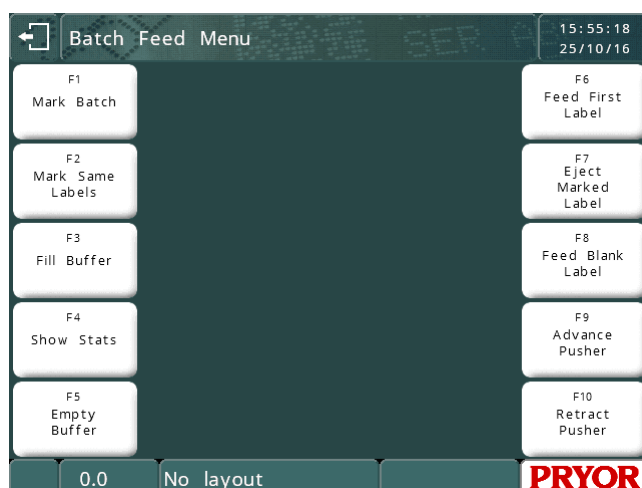 Batch Feed Menu
15:55:18
25/10/16
F1
Mark Batch
F2
Mark Same
Labels
F3
Fill Buffer
F4
Show Stats
F5
Empty
Buffer
F6
Feed First
Label
F7
Eject
Marked
Label
F8
Feed Blank
Label
F9
Advance
Pusher
F10
Retract
Pusher
0.0
No layout
PRYOR